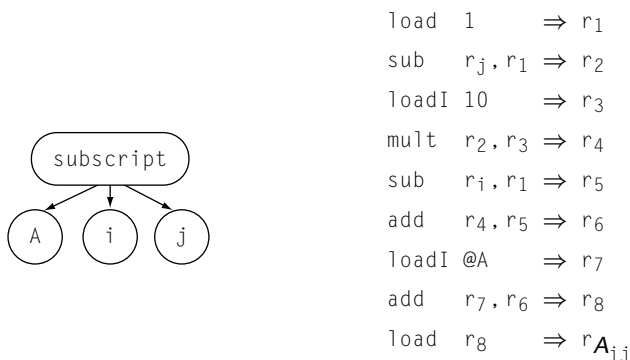 subscript
A i j
load 1 ⇒ r₁
sub rⱼ, r₁ ⇒ r₂
loadI 10 ⇒ r₃
mult r₂, r₃ ⇒ r₄
sub rᵢ, r₁ ⇒ r₅
add r₄, r₅ ⇒ r₆
loadI @A ⇒ r₇
add r₇, r₆ ⇒ r₈
load r₈ ⇒ r_Aᵢⱼ